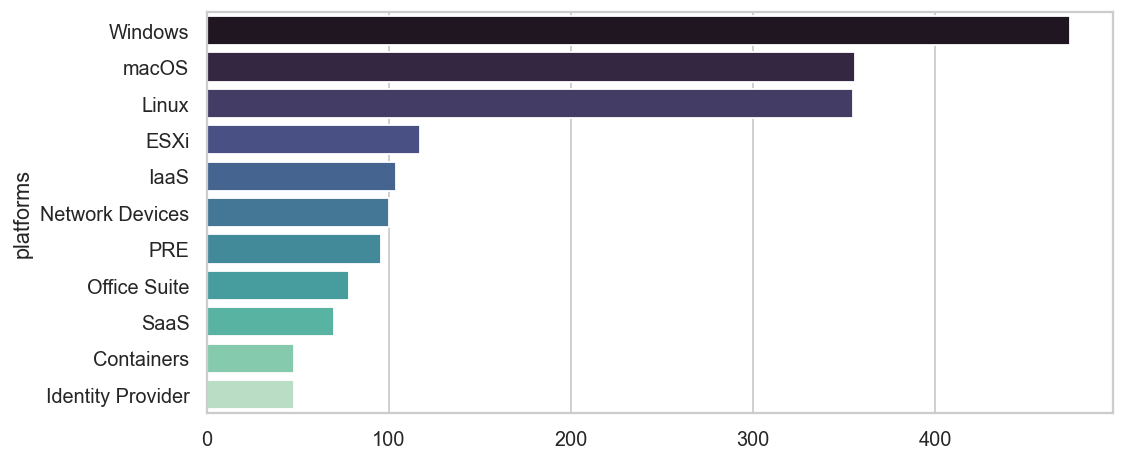 Windows
macOS
Linux
ESXi
IaaS
Network Devices
PRE
Office Suite
SaaS
Containers
Identity Provider
platforms
0 100 200 300 400